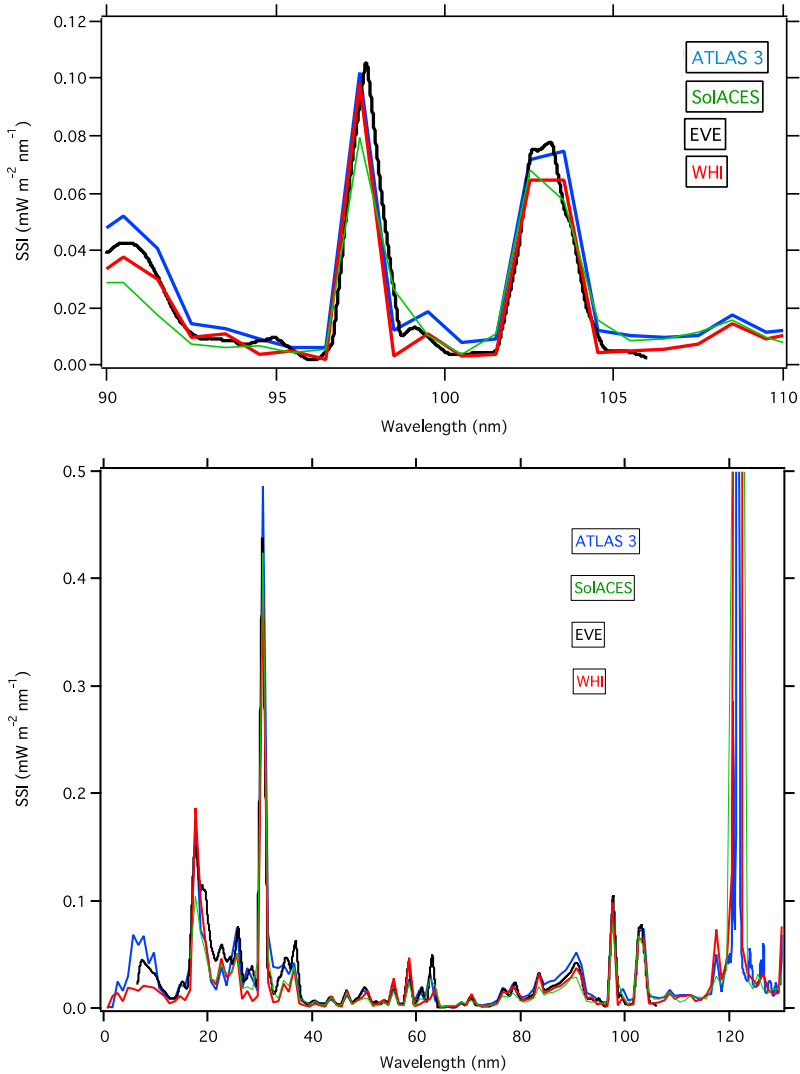 0.12
0.10
0.08
0.06
0.04
0.02
0.00
SSI (mW m⁻² nm⁻¹)
ATLAS 3
SolACES
EVE
WHI
90 95 100 105 110
Wavelength (nm)
0.5
0.4
0.3
0.2
0.1
0.0
SSI (mW m⁻² nm⁻¹)
ATLAS 3
SolACES
EVE
WHI
0 20 40 60 80 100 120
Wavelength (nm)